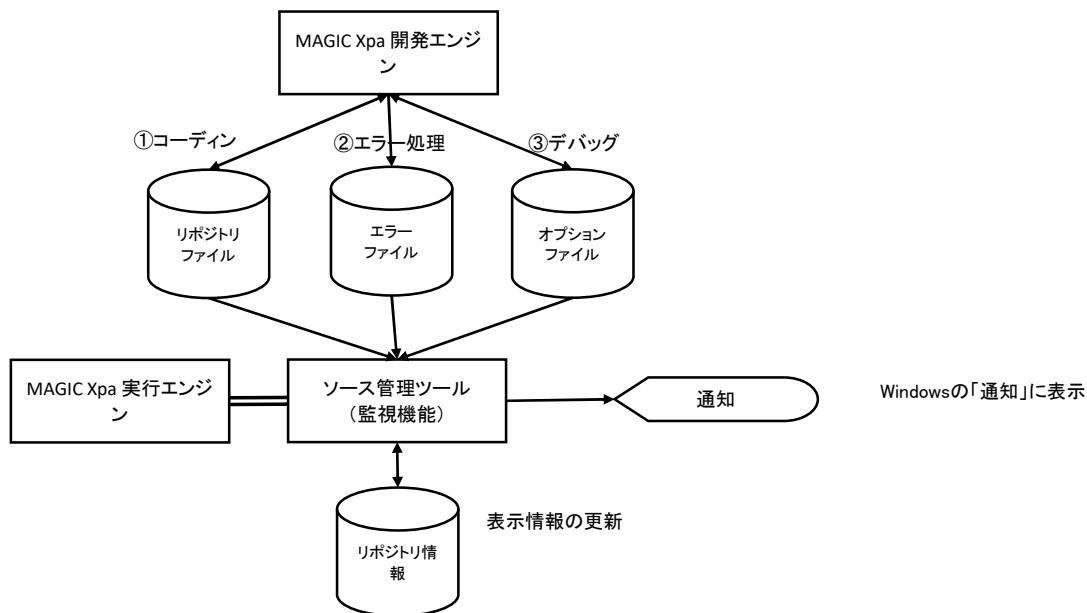 MAGIC Xpa 開発エンジ
ン
①コーディン
②エラー処理
③デバッグ
リポジトリ
ファイル
エラー
ファイル
オプション
ファイル
MAGIC Xpa 実行エンジ
ン
ソース管理ツール
（監視機能）
通知
Windowsの「通知」に表示
表示情報の更新
リポジトリ情
報